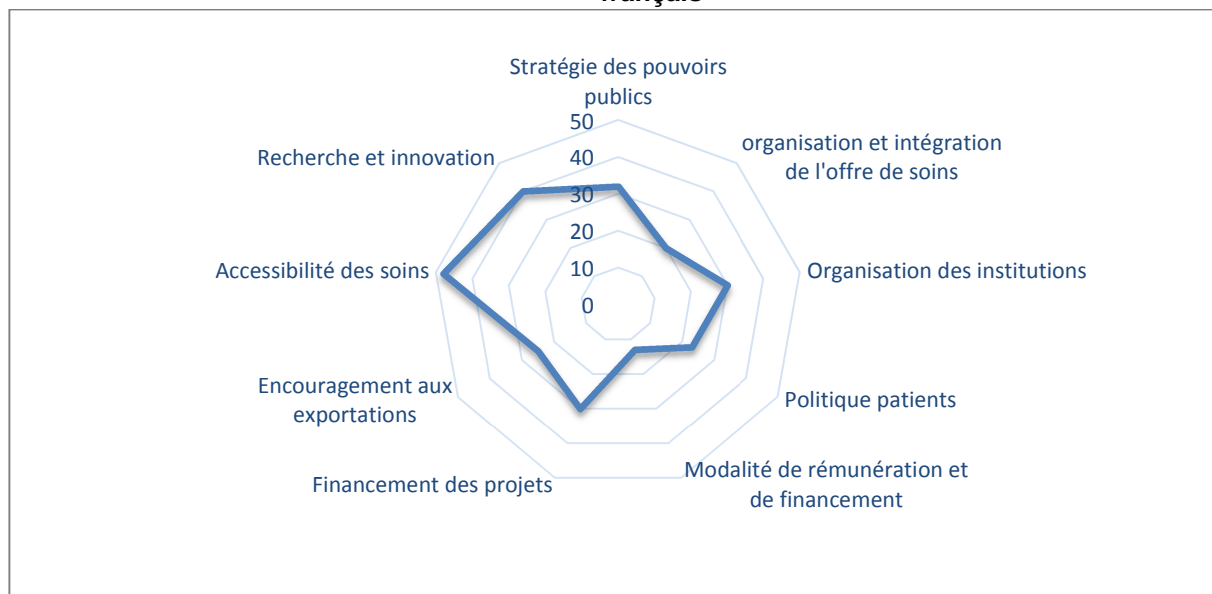 Stratégie des pouvoirs
publics
organisation et intégration
de l'offre de soins
Organisation des institutions
Politique patients
Modalité de rémunération et
de financement
Financement des projets
Encouragement aux
exportations
Accessibilité des soins
Recherche et innovation
50
40
30
20
10
0